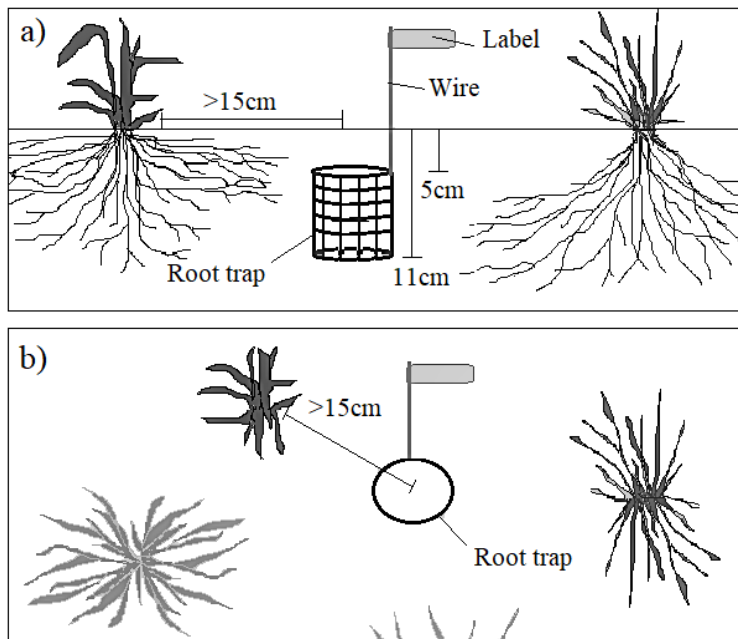 a)
Label
Wire
>15cm
5cm
Root trap
11cm
b)
>15cm
Root trap